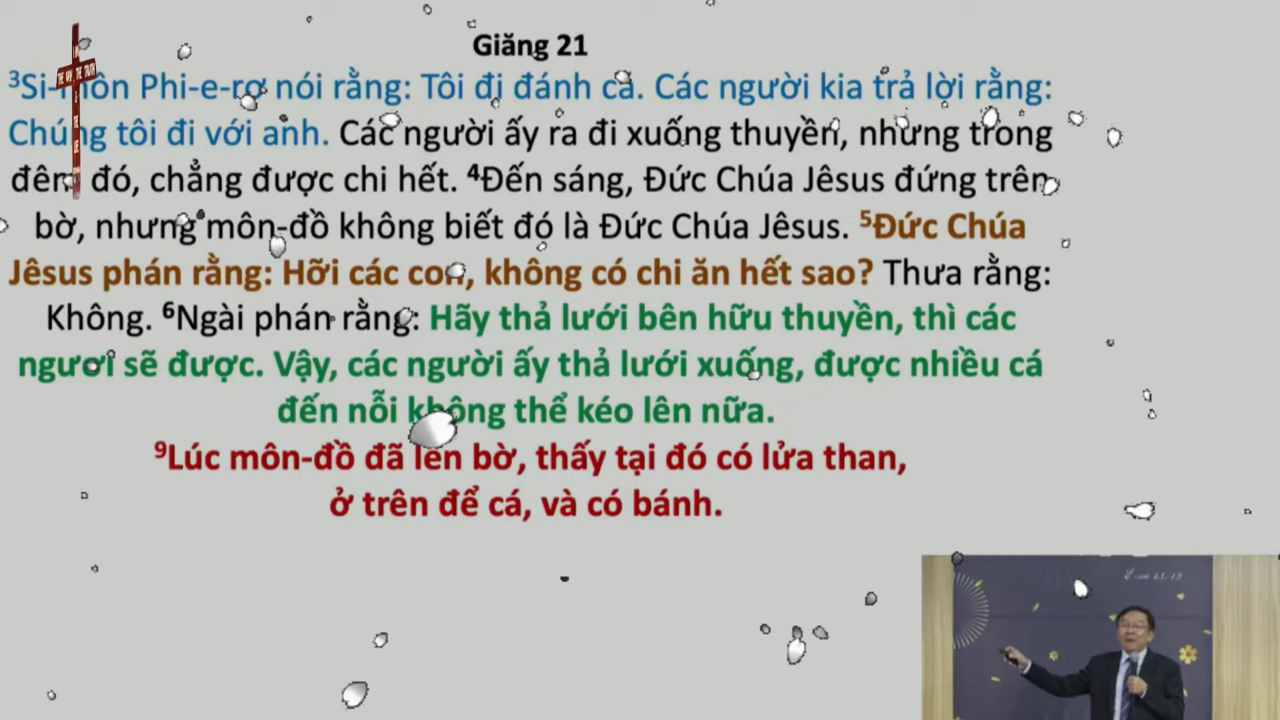 Giăng 21
³Si-môn Phi-e-rơ nói rằng: Tôi đi đánh cá. Các người kia trả lời rằng:
Chúng tôi đi với anh. Các người ấy ra đi xuống thuyền, nhưng trong
đêm đó, chẳng được chi hết. ⁴Đến sáng, Đức Chúa Jêsus đứng trên
bờ, nhưng môn-đồ không biết đó là Đức Chúa Jêsus. ⁵Đức Chúa
Jêsus phán rằng: Hỡi các con, không có chi ăn hết sao? Thưa rằng:
Không. ⁶Ngài phán rằng: Hãy thả lưới bên hữu thuyền, thì các
ngươi sẽ được. Vậy, các người ấy thả lưới xuống, được nhiều cá
đến nỗi không thể kéo lên nữa.
⁹Lúc môn-đồ đã lên bờ, thấy tại đó có lửa than,
ở trên để cá, và có bánh.
THE WAY, THE TRUTH